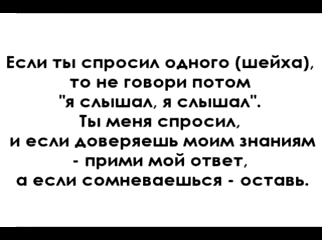 Если ты спросил одного (шейха),
то не говори потом
"я слышал, я слышал".
Ты меня спросил,
и если доверяешь моим знаниям
- прими мой ответ,
а если сомневаешься - оставь.